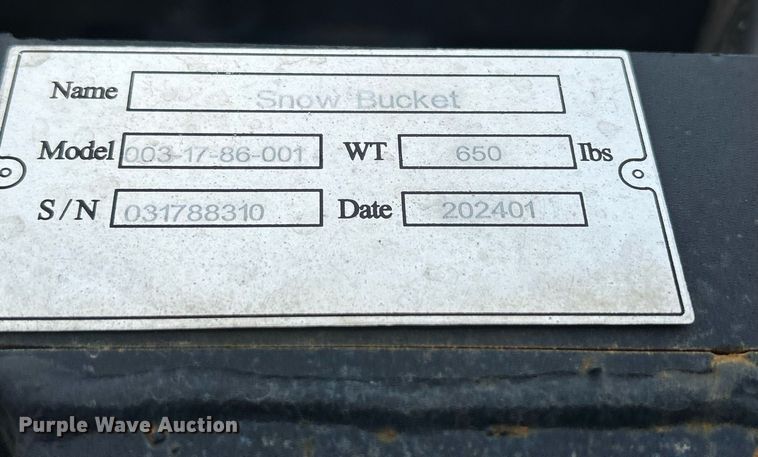 Name Snow Bucket
Model 003-17-86-001 WT 650 lbs
S/N 031788310 Date 202401
Purple Wave Auction